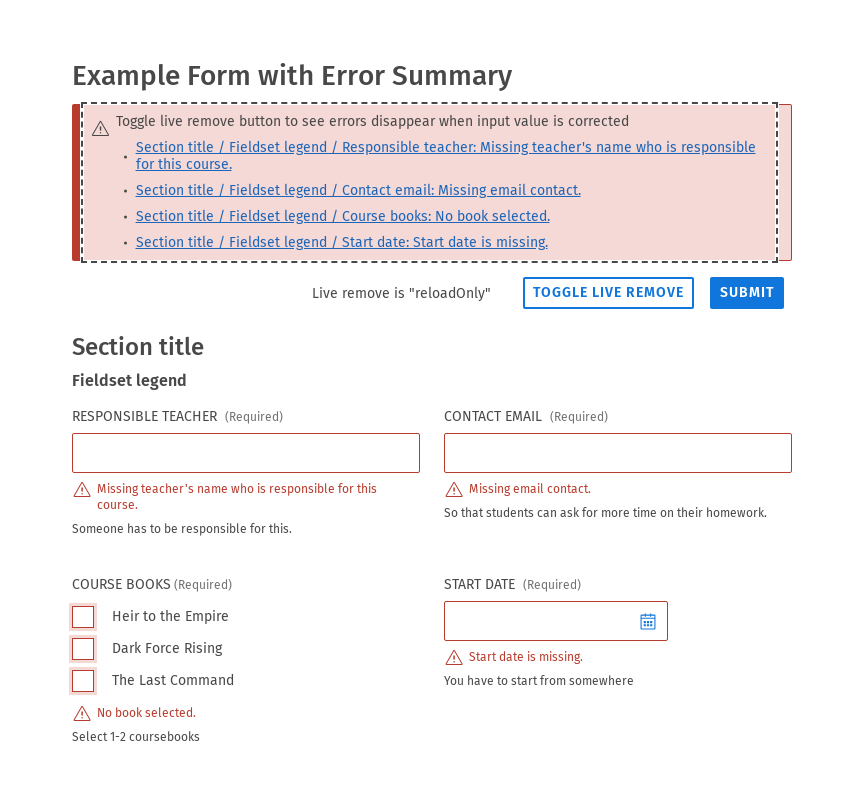 Example Form with Error Summary
Toggle live remove button to see errors disappear when input value is corrected
• Section title / Fieldset legend / Responsible teacher: Missing teacher's name who is responsible
for this course.
• Section title / Fieldset legend / Contact email: Missing email contact.
• Section title / Fieldset legend / Course books: No book selected.
• Section title / Fieldset legend / Start date: Start date is missing.
Live remove is "reloadOnly" TOGGLE LIVE REMOVE SUBMIT
Section title
Fieldset legend
RESPONSIBLE TEACHER (Required)
Missing teacher's name who is responsible for this
course.
Someone has to be responsible for this.
CONTACT EMAIL (Required)
Missing email contact.
So that students can ask for more time on their homework.
COURSE BOOKS (Required)
Heir to the Empire
Dark Force Rising
The Last Command
No book selected.
Select 1-2 coursebooks
START DATE (Required)
Start date is missing.
You have to start from somewhere